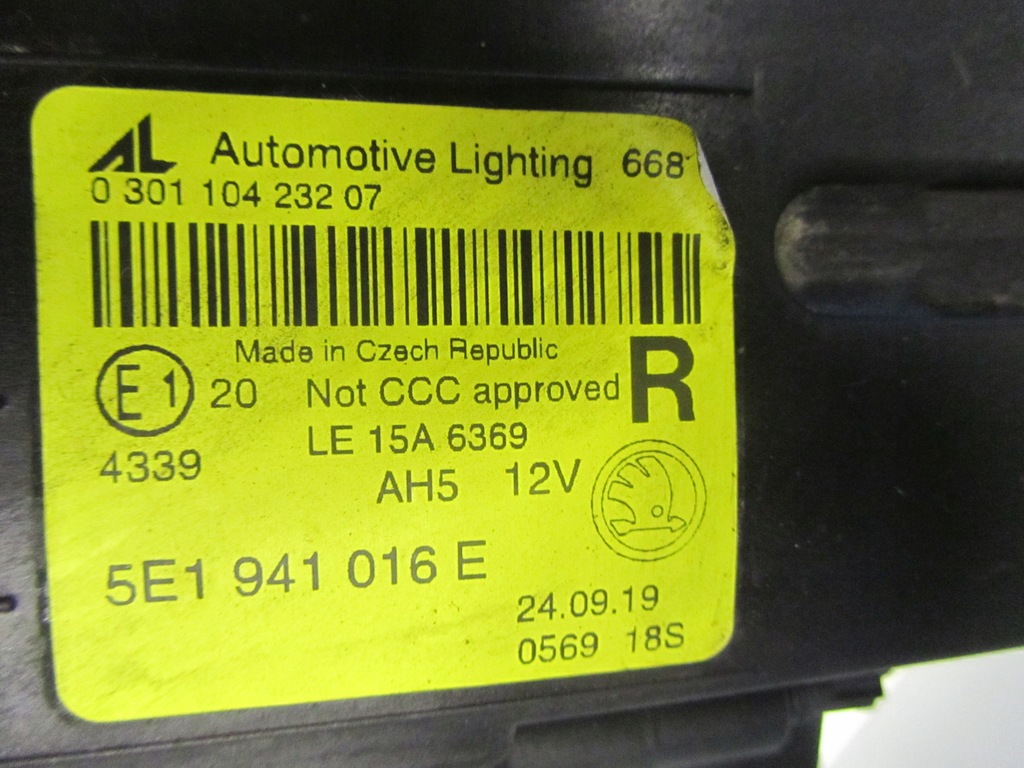 AL Automotive Lighting 668
0 301 104 232 07
Made in Czech Republic
E1 20 Not CCC approved R
LE 15A 6369
4339
AH5 12V
5E1 941 016 E
24.09.19
0569 18S